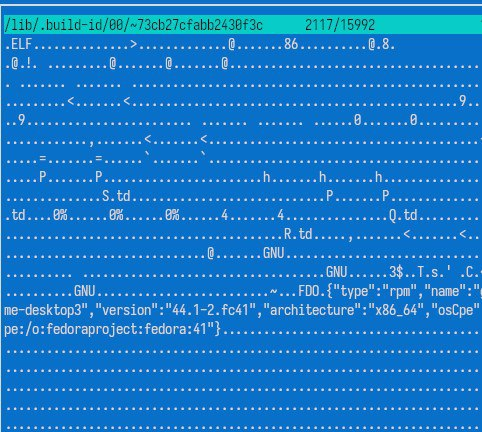 /lib/.build-id/00/~73cb27cfabb2430f3c 2117/15992
.ELF..............>.............@.......86..........@.8.
.@.!. .........@.......@.......@....................................
. ....... ....... ..................................................
.........<.......<...............................................9...
..9........................ ....... ....... ......0.......0..........
............,.......<.......<.......................................<
.....=.......=......`.......`.......................................
.....P.......P.......................h.......h.......h..............
..............S.td............................P.......P.............
.td....0%......0%......0%......4.......4...............Q.td.........
........................................R.td.....,.......<.......<..
.............................@.......GNU............................
.......... ...................................GNU......3$..T.s.' .C.
..........GNU.........................~...FDO.{"type":"rpm","name":"
me-desktop3","version":"44.1-2.fc41","architecture":"x86_64","osCpe"
pe:/o:fedoraproject:fedora:41"}.....................................
....................................................................
....................................................................
....................................................................
....................................................................
....................................................................